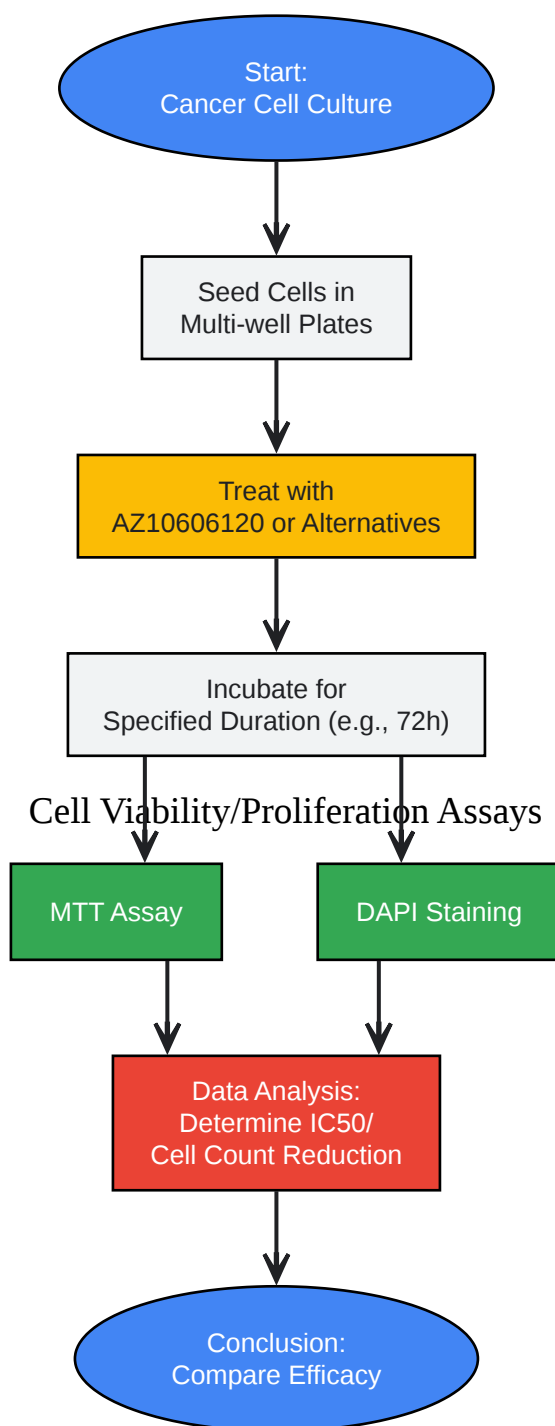 Start:
Cancer Cell Culture
Seed Cells in
Multi-well Plates
Treat with
AZ10606120 or Alternatives
Incubate for
Specified Duration (e.g., 72h)
Cell Viability/Proliferation Assays
MTT Assay
DAPI Staining
Data Analysis:
Determine IC50/
Cell Count Reduction
Conclusion:
Compare Efficacy